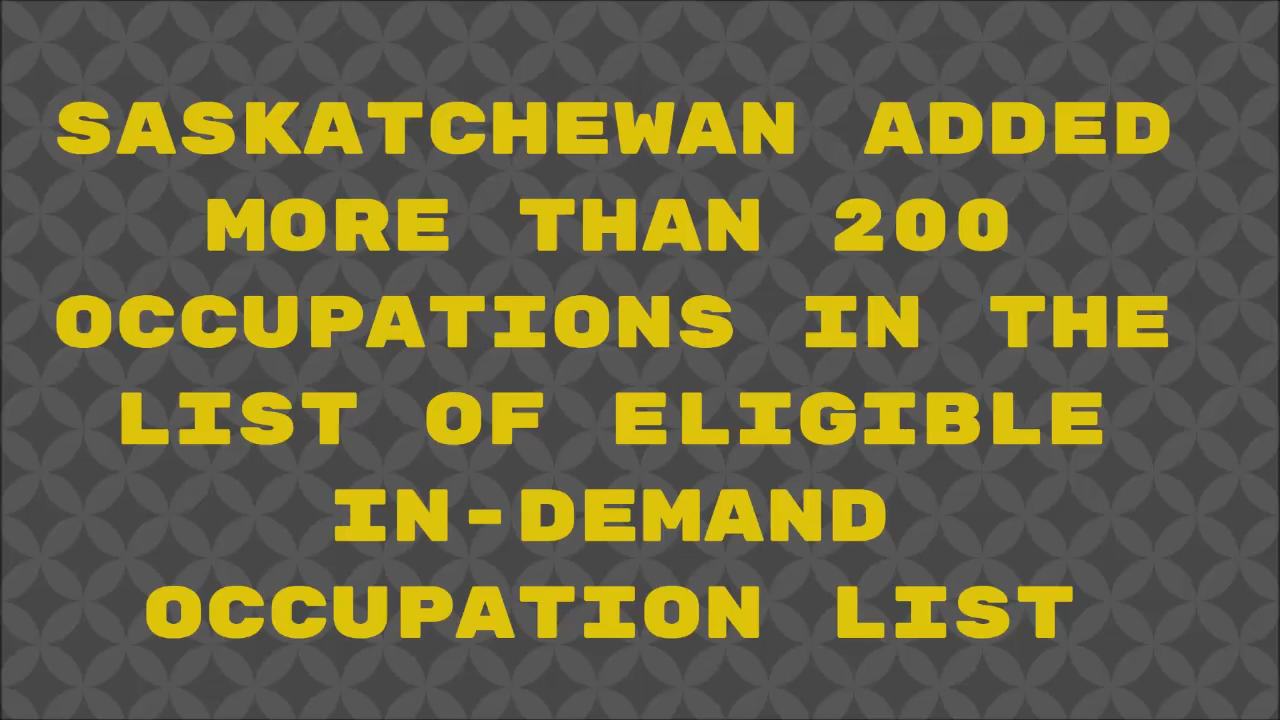 SASKATCHEWAN ADDED
MORE THAN 200
OCCUPATIONS IN THE
LIST OF ELIGIBLE
IN-DEMAND
OCCUPATION LIST